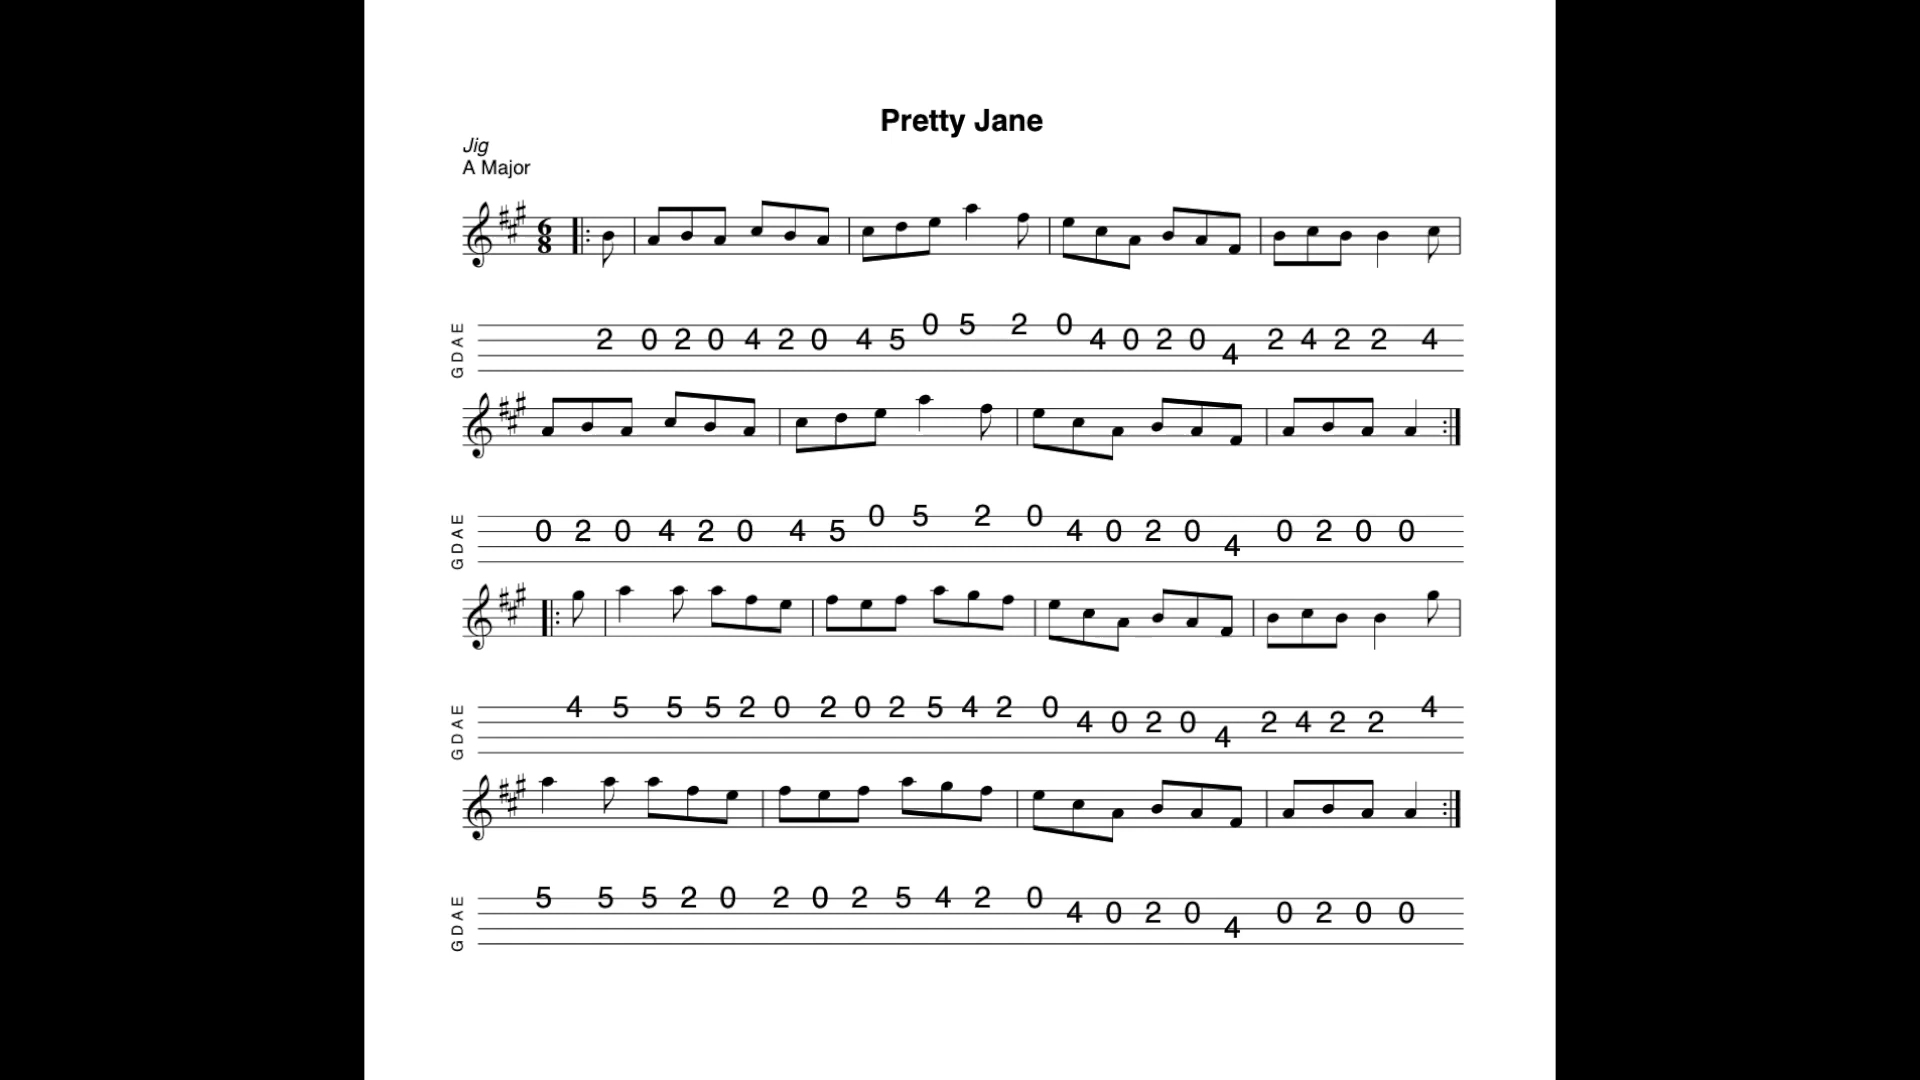 Pretty Jane
Jig
A Major
6
8
E A D G
2 0 2 0 4 2 0 4 5 0 5 2 0 4 0 2 0 4 2 4 2 2 4
E A D G
0 2 0 4 2 0 4 5 0 5 2 0 4 0 2 0 4 0 2 0 0
E A D G
4 5 5 5 2 0 2 0 2 5 4 2 0 4 0 2 0 4 2 4 2 2 4
E A D G
5 5 5 2 0 2 0 2 5 4 2 0 4 0 2 0 4 0 2 0 0